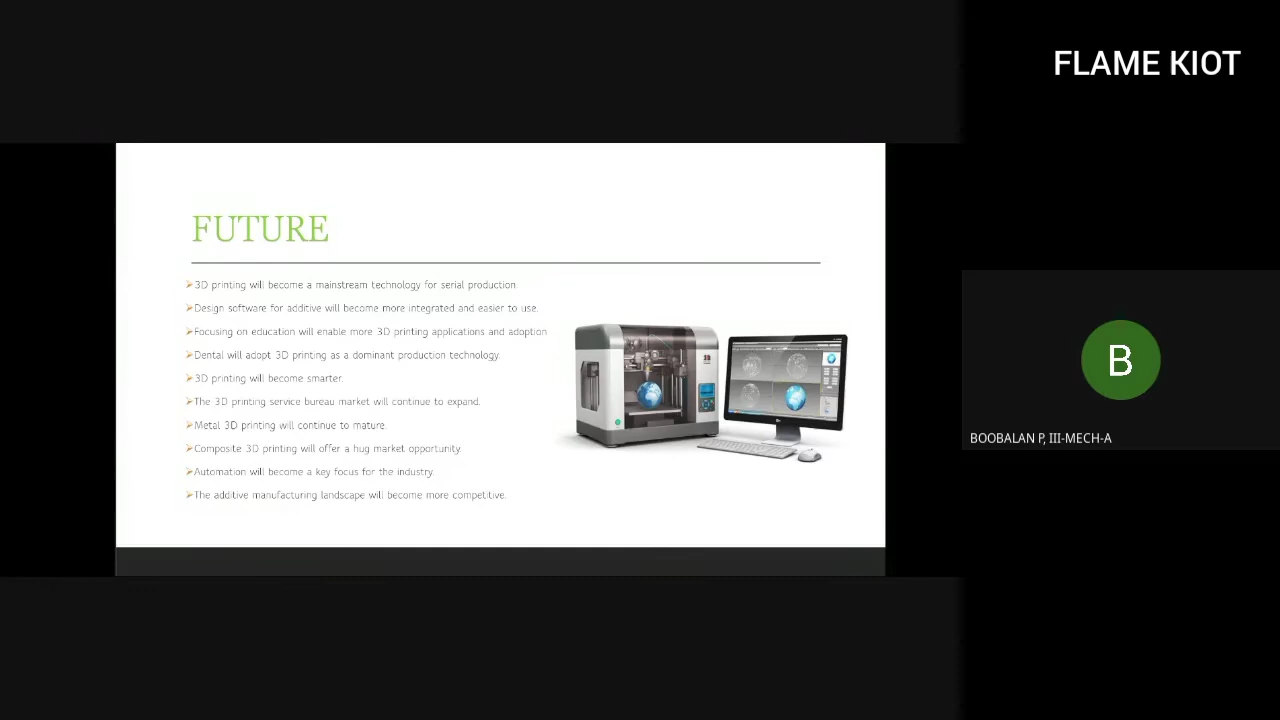 FLAME KIOT
FUTURE
➢3D printing will become a mainstream technology for serial production.
➢Design software for additive will become more integrated and easier to use.
➢Focusing on education will enable more 3D printing applications and adoption
➢Dental will adopt 3D printing as a dominant production technology.
➢3D printing will become smarter.
➢The 3D printing service bureau market will continue to expand.
➢Metal 3D printing will continue to mature.
➢Composite 3D printing will offer a hug market opportunity.
➢Automation will become a key focus for the industry
➢The additive manufacturing landscape will become more competitive.
B
BOOBALAN P, III-MECH-A